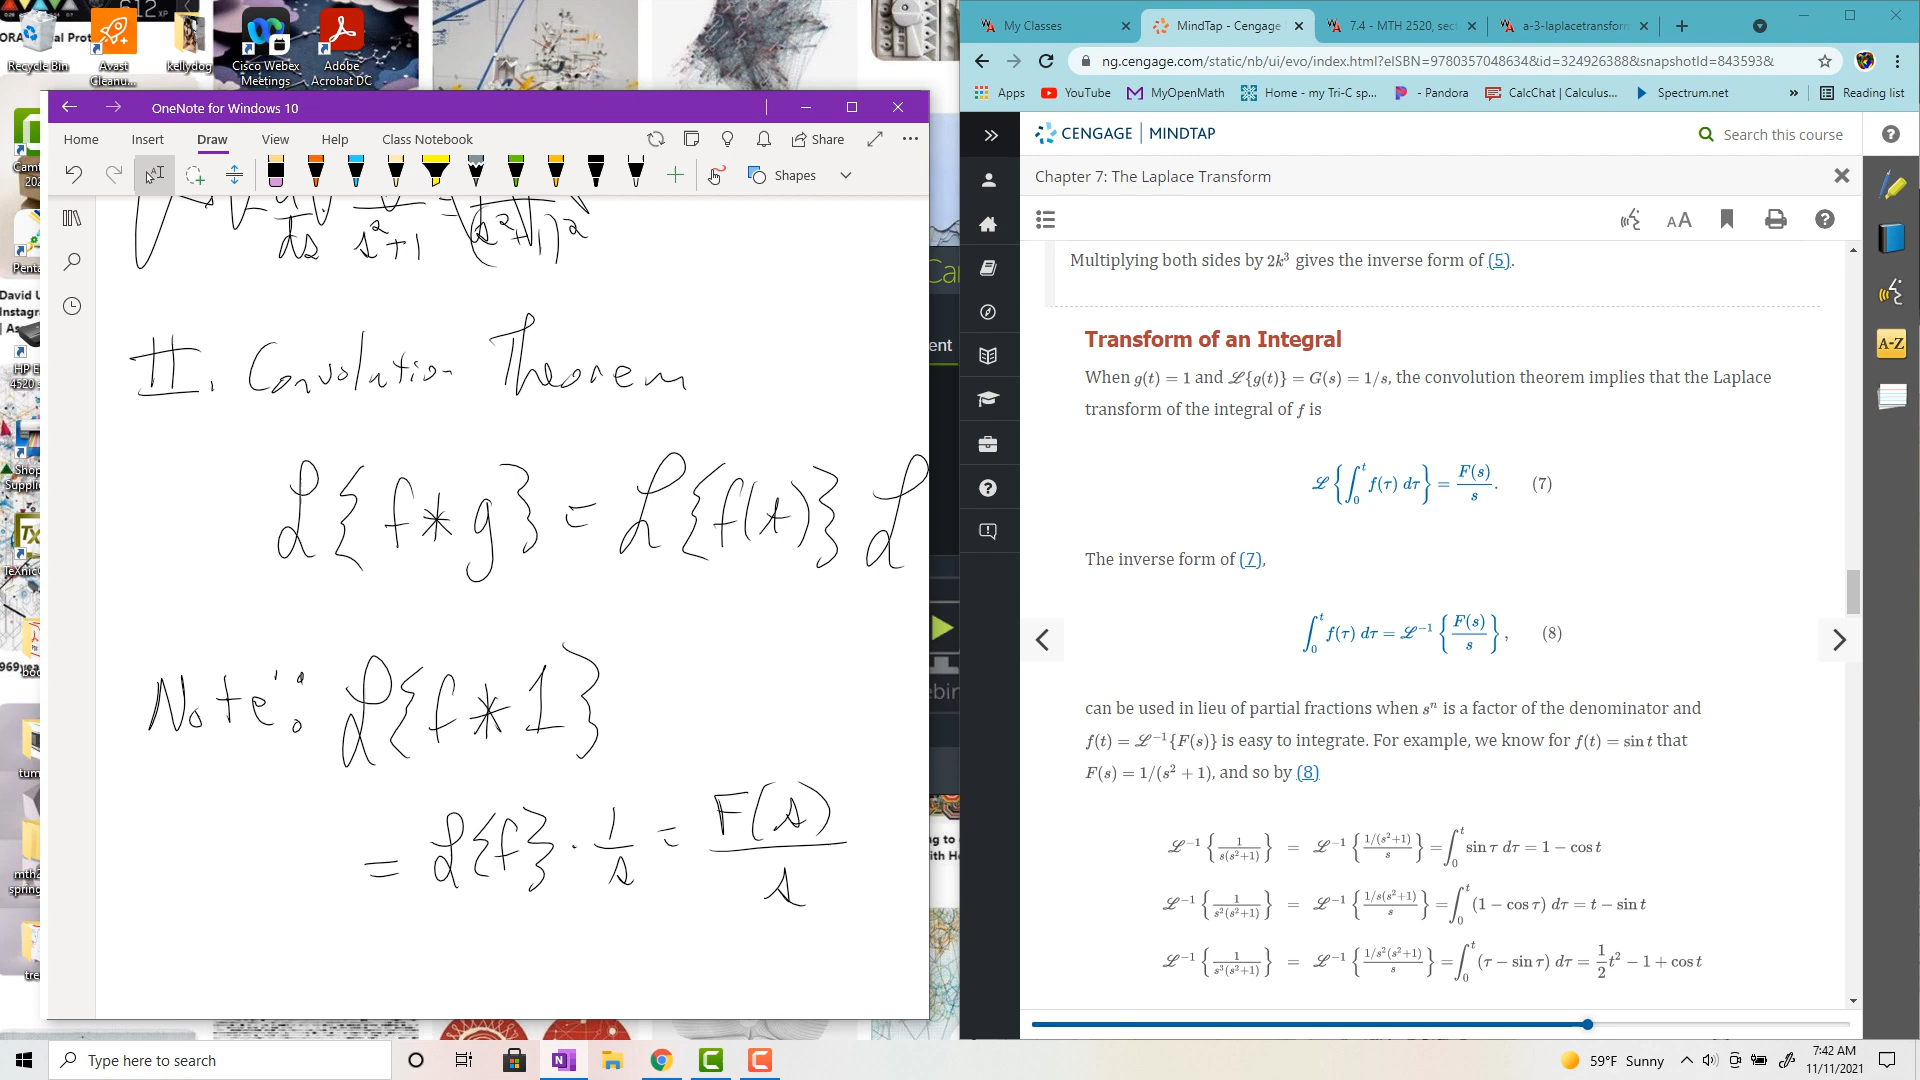 Recycle Bin
Avast Cleanu...
kellydog
Cisco Webex Meetings
Adobe Acrobat DC
OneNote for Windows 10
Home Insert Draw View Help Class Notebook Share
Shapes
d/ds
s²+1
II. Convolution Theorem
ℒ{f*g} = ℒ{f(t)} ℒ
Note: ℒ{f*1}
= ℒ{f} · 1/s = F(s)/s
My Classes
MindTap - Cengage
7.4 - MTH 2520, sect
a-3-laplacetransform
ng.cengage.com/static/nb/ui/evo/index.html?eISBN=9780357048634&id=324926388&snapshotId=843593&
Apps YouTube MyOpenMath Home - my Tri-C sp... - Pandora CalcChat | Calculus... Spectrum.net » Reading list
CENGAGE | MINDTAP
Search this course
Chapter 7: The Laplace Transform
AA
A-Z
Multiplying both sides by 2k³ gives the inverse form of (5).
Transform of an Integral
When g(t) = 1 and ℒ{g(t)} = G(s) = 1/s, the convolution theorem implies that the Laplace
transform of the integral of f is
ℒ{∫₀ᵗ f(τ) dτ} = F(s)/s. (7)
The inverse form of (7),
∫₀ᵗ f(τ) dτ = ℒ⁻¹{F(s)/s}, (8)
can be used in lieu of partial fractions when sⁿ is a factor of the denominator and
f(t) = ℒ⁻¹{F(s)} is easy to integrate. For example, we know for f(t) = sin t that
F(s) = 1/(s² + 1), and so by (8)
ℒ⁻¹{1/(s(s²+1))} = ℒ⁻¹{(1/(s²+1))/s} = ∫₀ᵗ sin τ dτ = 1 − cos t
ℒ⁻¹{1/(s²(s²+1))} = ℒ⁻¹{(1/s(s²+1))/s} = ∫₀ᵗ (1 − cos τ) dτ = t − sin t
ℒ⁻¹{1/(s³(s²+1))} = ℒ⁻¹{(1/s²(s²+1))/s} = ∫₀ᵗ (τ − sin τ) dτ = 1/2 t² − 1 + cos t
Type here to search
59°F Sunny
7:42 AM
11/11/2021